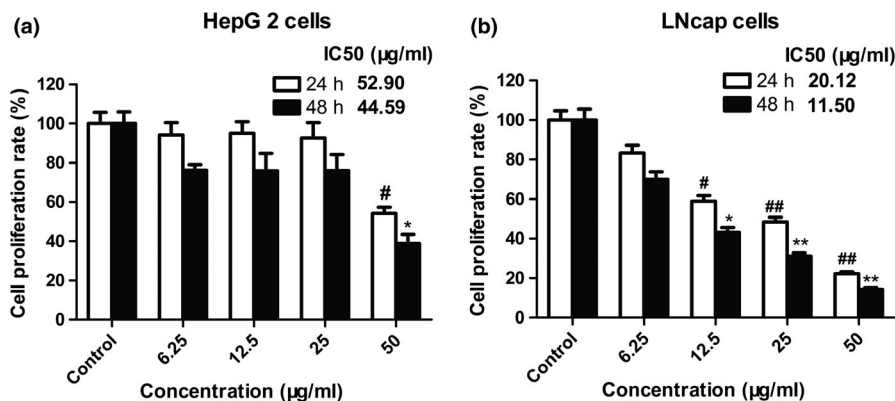 (a)
HepG 2 cells
IC50 (µg/ml)
24 h 52.90
48 h 44.59
Cell proliferation rate (%)
120
100
80
60
40
20
0
#
*
Control
6.25
12.5
25
50
Concentration (µg/ml)
(b)
LNcap cells
IC50 (µg/ml)
24 h 20.12
48 h 11.50
Cell proliferation rate (%)
120
100
80
60
40
20
0
#
*
##
**
##
**
Control
6.25
12.5
25
50
Concentration (µg/ml)